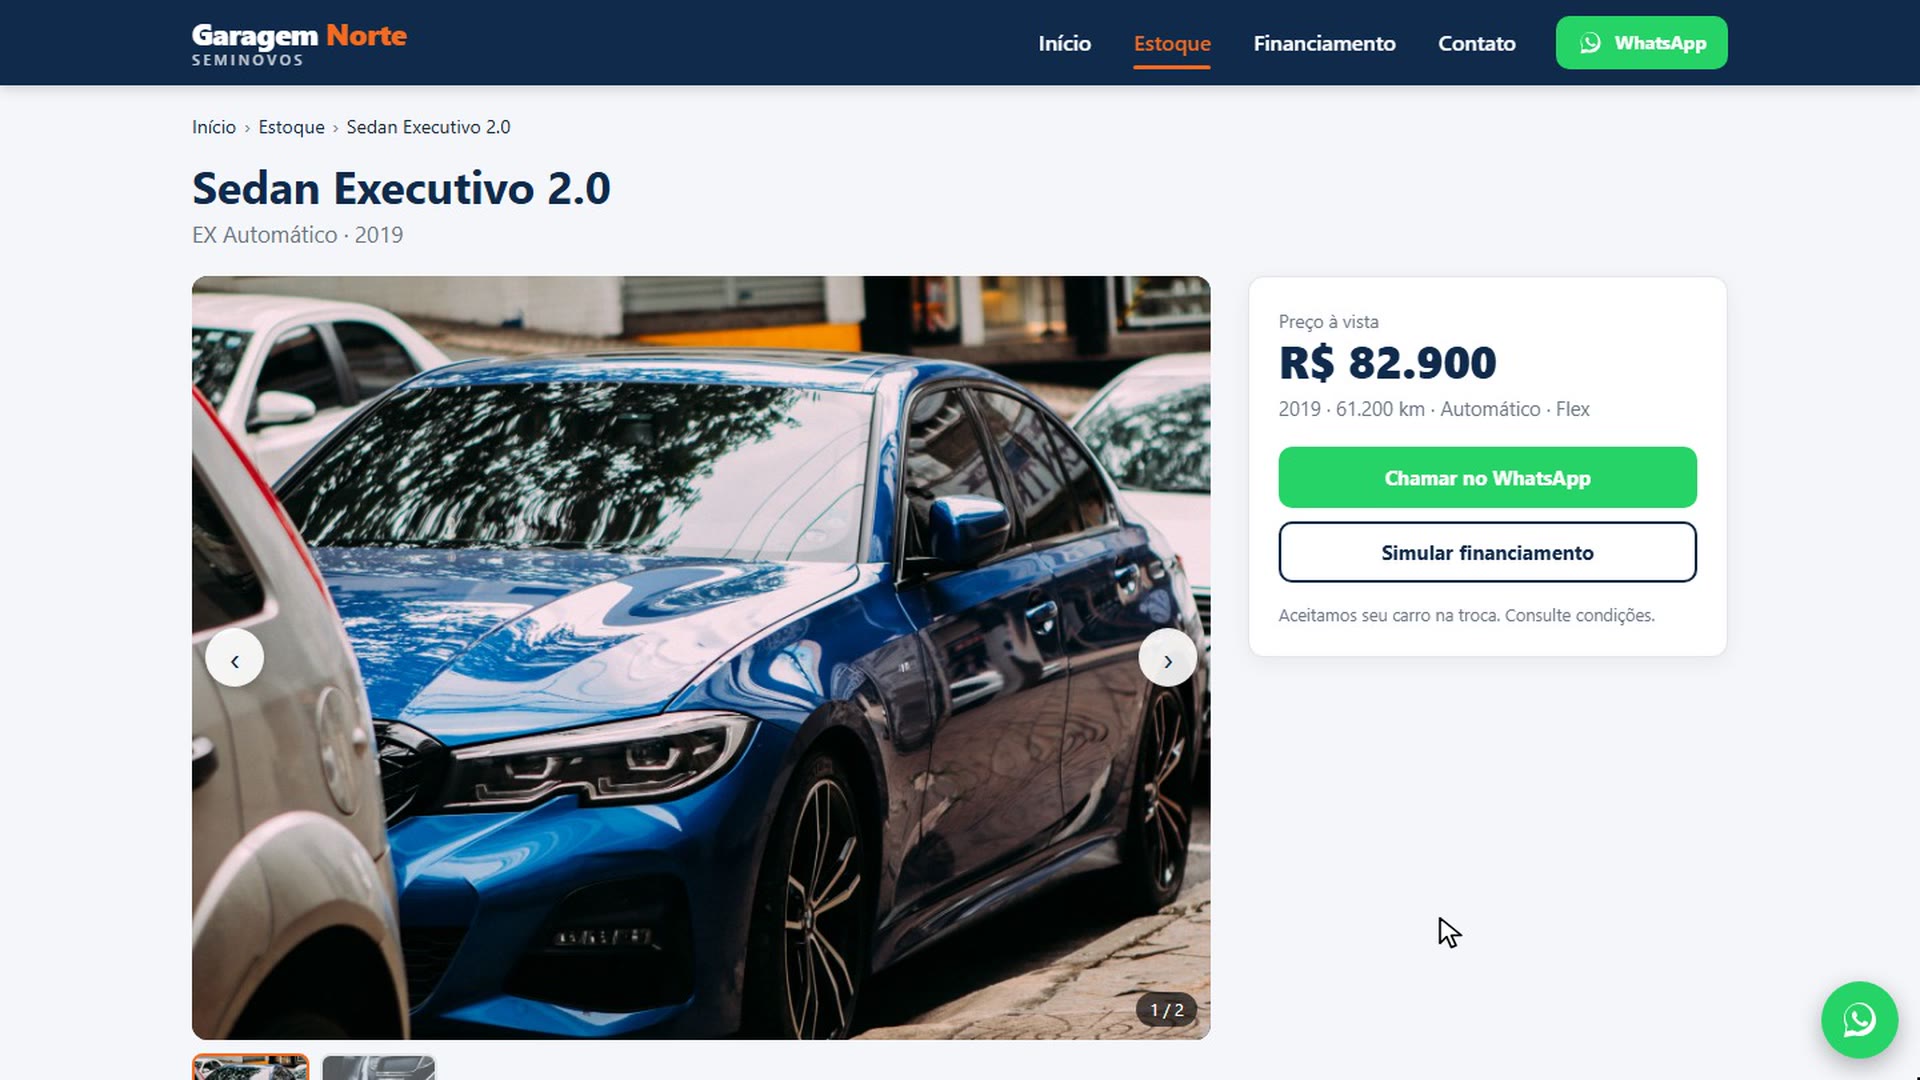 Garagem Norte
SEMINOVOS
Início
Estoque
Financiamento
Contato
WhatsApp
Início › Estoque › Sedan Executivo 2.0
Sedan Executivo 2.0
EX Automático · 2019
Preço à vista
R$ 82.900
2019 · 61.200 km · Automático · Flex
Chamar no WhatsApp
Simular financiamento
Aceitamos seu carro na troca. Consulte condições.
‹
›
1 / 2